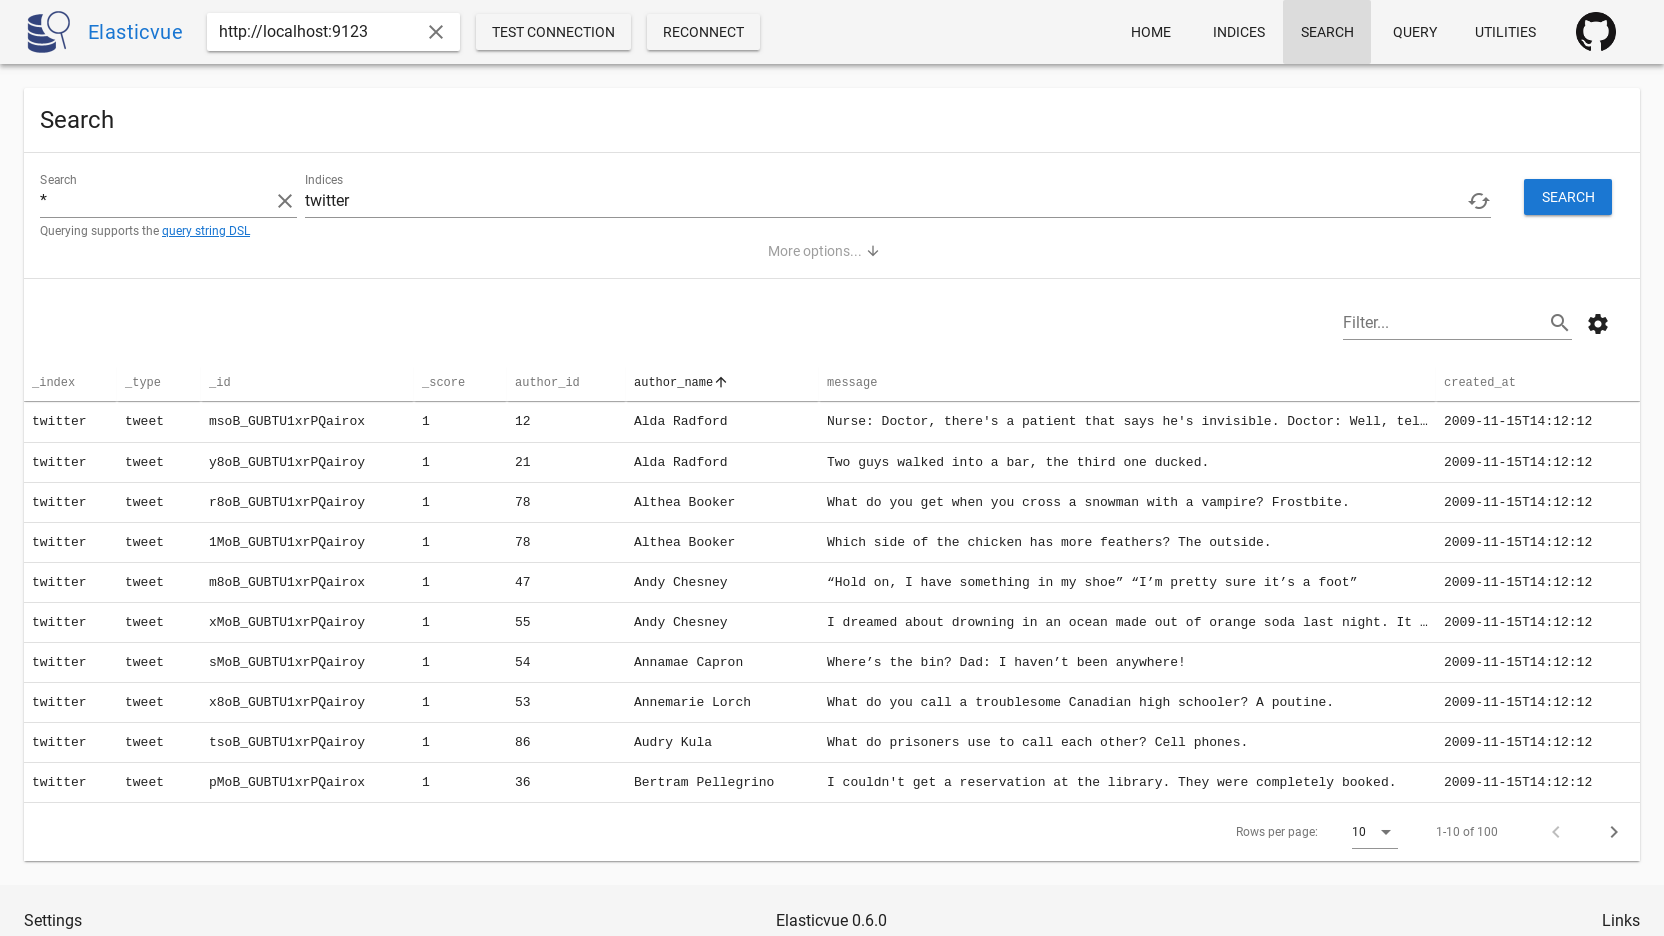 Elasticvue http://localhost:9123 TEST CONNECTION RECONNECT HOME INDICES SEARCH QUERY UTILITIES
Search
Search Indices
* twitter SEARCH
Querying supports the query string DSL
More options...
Filter...
_index _type _id _score author_id author_name message created_at
twitter tweet msoB_GUBTU1xrPQairox 1 12 Alda Radford Nurse: Doctor, there's a patient that says he's invisible. Doctor: Well, tel… 2009-11-15T14:12:12
twitter tweet y8oB_GUBTU1xrPQairoy 1 21 Alda Radford Two guys walked into a bar, the third one ducked. 2009-11-15T14:12:12
twitter tweet r8oB_GUBTU1xrPQairoy 1 78 Althea Booker What do you get when you cross a snowman with a vampire? Frostbite. 2009-11-15T14:12:12
twitter tweet 1MoB_GUBTU1xrPQairoy 1 78 Althea Booker Which side of the chicken has more feathers? The outside. 2009-11-15T14:12:12
twitter tweet m8oB_GUBTU1xrPQairox 1 47 Andy Chesney “Hold on, I have something in my shoe” “I’m pretty sure it’s a foot” 2009-11-15T14:12:12
twitter tweet xMoB_GUBTU1xrPQairoy 1 55 Andy Chesney I dreamed about drowning in an ocean made out of orange soda last night. It … 2009-11-15T14:12:12
twitter tweet sMoB_GUBTU1xrPQairoy 1 54 Annamae Capron Where’s the bin? Dad: I haven’t been anywhere! 2009-11-15T14:12:12
twitter tweet x8oB_GUBTU1xrPQairoy 1 53 Annemarie Lorch What do you call a troublesome Canadian high schooler? A poutine. 2009-11-15T14:12:12
twitter tweet tsoB_GUBTU1xrPQairoy 1 86 Audry Kula What do prisoners use to call each other? Cell phones. 2009-11-15T14:12:12
twitter tweet pMoB_GUBTU1xrPQairox 1 36 Bertram Pellegrino I couldn't get a reservation at the library. They were completely booked. 2009-11-15T14:12:12
Rows per page: 10 1-10 of 100
Settings Elasticvue 0.6.0 Links